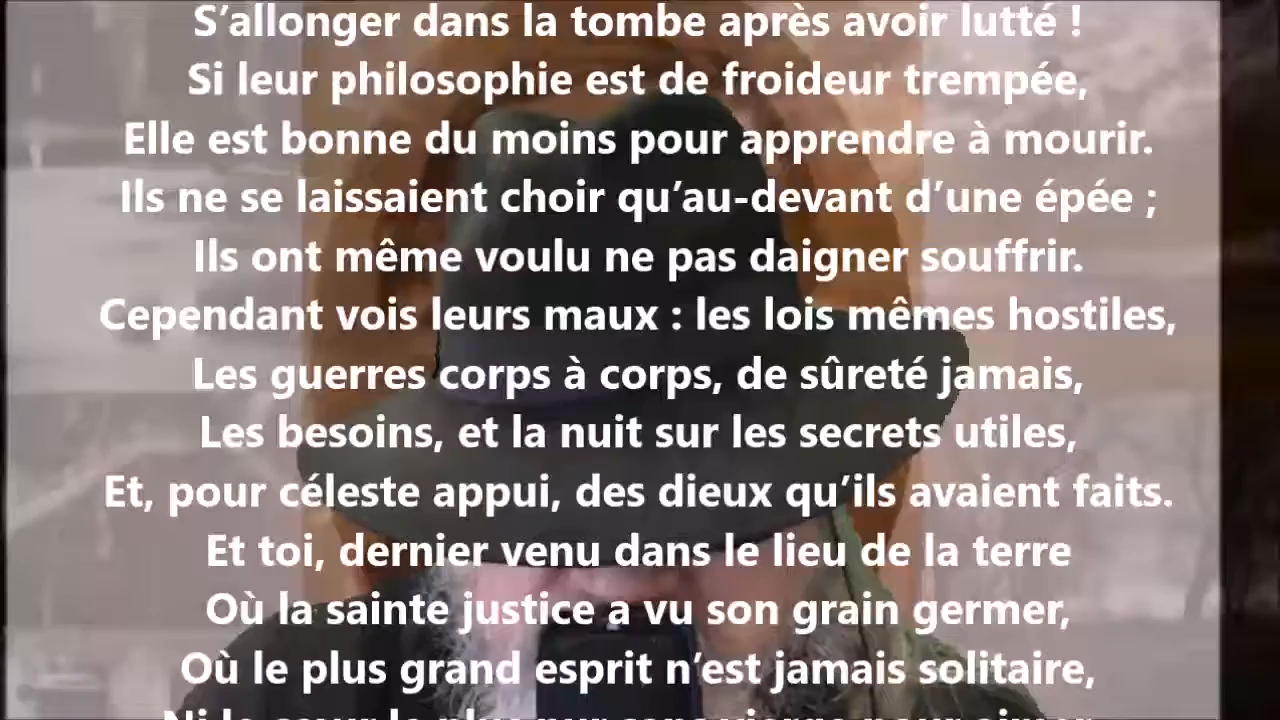 S’allonger dans la tombe après avoir lutté !
Si leur philosophie est de froideur trempée,
Elle est bonne du moins pour apprendre à mourir.
Ils ne se laissaient choir qu’au-devant d’une épée ;
Ils ont même voulu ne pas daigner souffrir.
Cependant vois leurs maux : les lois mêmes hostiles,
Les guerres corps à corps, de sûreté jamais,
Les besoins, et la nuit sur les secrets utiles,
Et, pour céleste appui, des dieux qu’ils avaient faits.
Et toi, dernier venu dans le lieu de la terre
Où la sainte justice a vu son grain germer,
Où le plus grand esprit n’est jamais solitaire,